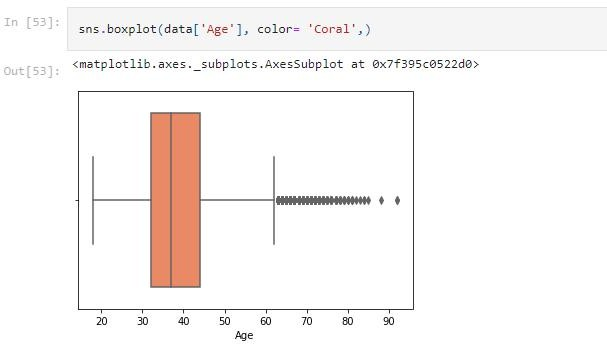 In [53]:
sns.boxplot(data['Age'], color= 'Coral',)
Out[53]:
<matplotlib.axes._subplots.AxesSubplot at 0x7f395c0522d0>
20 30 40 50 60 70 80 90
Age